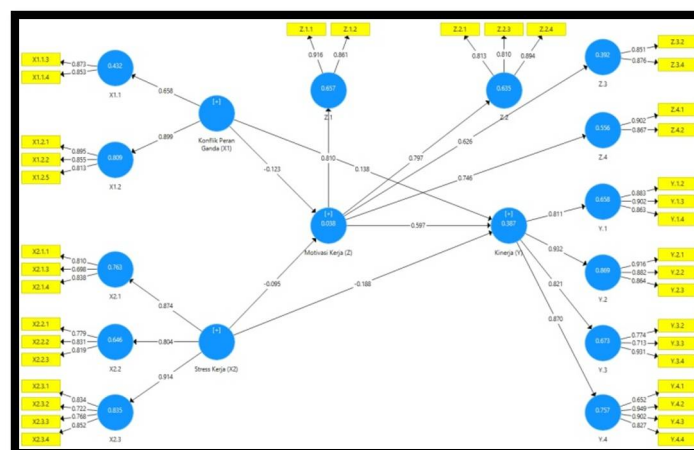 Z.1.1
Z.1.2
0.916
0.861
0.657
Z.1
Z.2.1
Z.2.3
Z.2.4
0.813
0.810
0.894
0.635
Z.2
0.392
Z.3
0.851
0.876
Z.3.2
Z.3.4
X1.1.3
X1.1.4
0.873
0.853
0.432
X1.1
0.658
[+]
Konflik Peran
Ganda (X1)
0.899
X1.2.1
X1.2.2
X1.2.5
0.895
0.855
0.813
0.809
X1.2
-0.123
0.810
0.138
0.797
0.626
0.746
0.556
Z.4
0.902
0.867
Z.4.1
Z.4.2
[+]
Motivasi Kerja (Z)
0.597
[+]
0.387
Kinerja (Y)
0.811
0.658
Y.1
0.883
0.902
0.863
Y.1.2
Y.1.3
Y.1.4
0.932
0.869
Y.2
0.916
0.882
0.864
Y.2.1
Y.2.2
Y.2.3
X2.1.1
X2.1.3
X2.1.4
0.810
0.698
0.838
0.763
X2.1
0.874
-0.095
-0.188
0.821
0.673
Y.3
0.774
0.713
0.931
Y.3.2
Y.3.3
Y.3.4
X2.2.1
X2.2.2
X2.2.3
0.779
0.831
0.819
0.646
X2.2
0.804
[+]
Stress Kerja (X2)
0.914
0.870
X2.3.1
X2.3.2
X2.3.3
X2.3.4
0.834
0.722
0.768
0.852
0.835
X2.3
0.757
Y.4
0.652
0.949
0.902
0.827
Y.4.1
Y.4.2
Y.4.3
Y.4.4